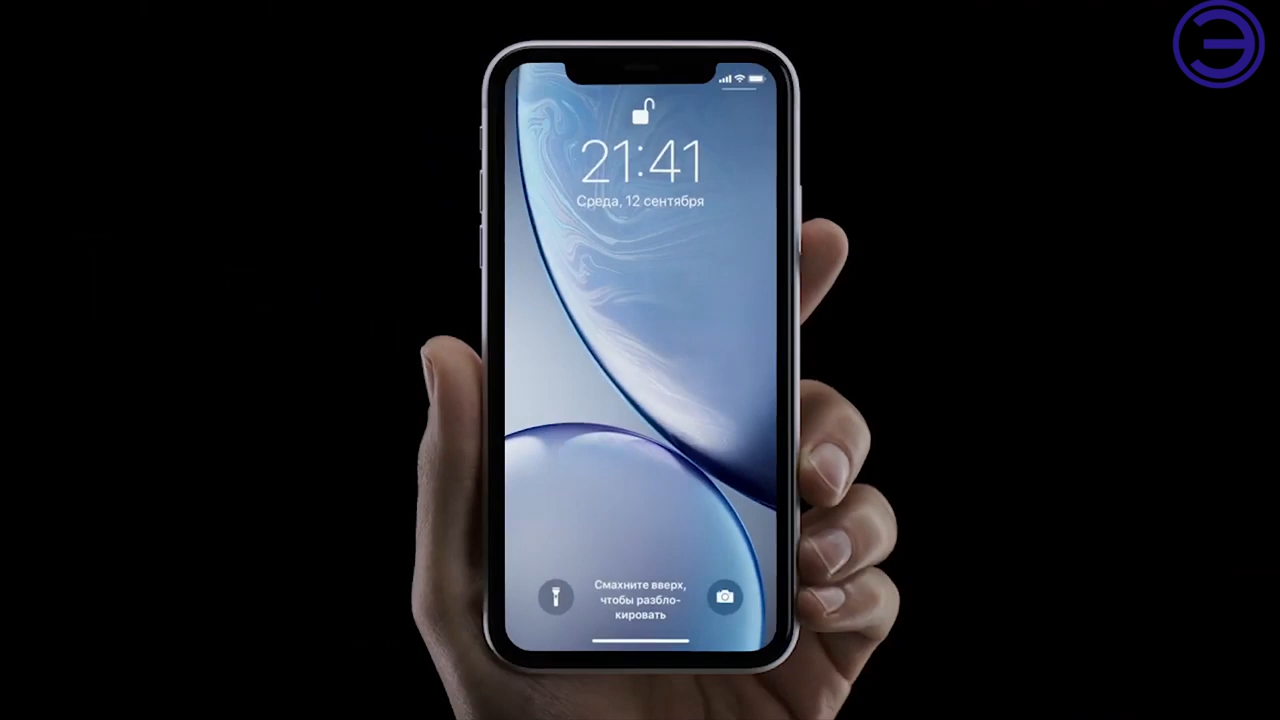 Э
21:41
Среда, 12 сентября
Смахните вверх,
чтобы разбло-
кировать